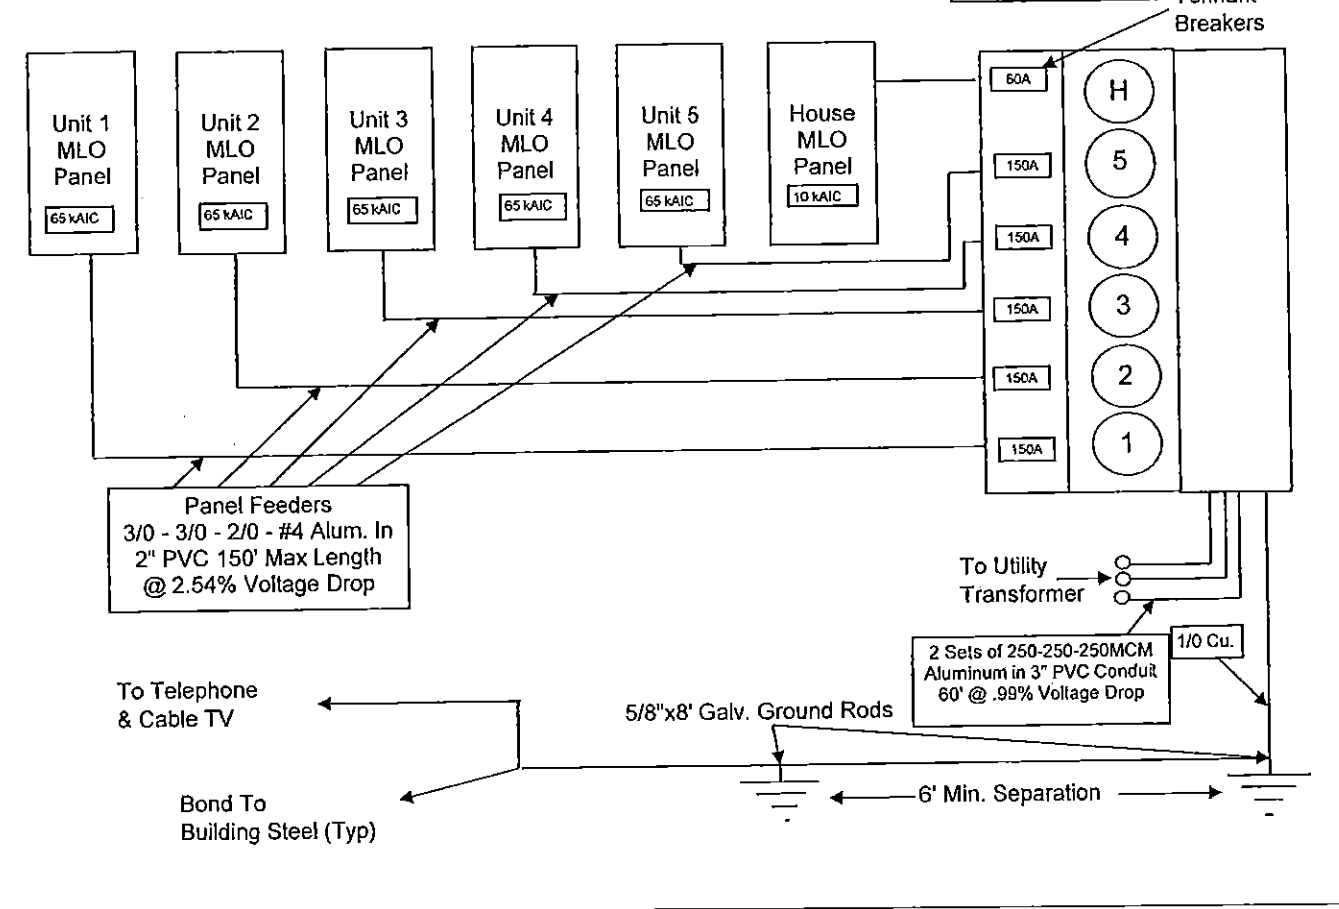 Breakers
Unit 1
MLO
Panel
65 kAIC
Unit 2
MLO
Panel
65 kAIC
Unit 3
MLO
Panel
65 kAIC
Unit 4
MLO
Panel
65 kAIC
Unit 5
MLO
Panel
65 kAIC
House
MLO
Panel
10 kAIC
60A
H
150A
5
150A
4
150A
3
150A
2
150A
1
Panel Feeders
3/0 - 3/0 - 2/0 - #4 Alum. In
2" PVC 150' Max Length
@ 2.54% Voltage Drop
To Utility
Transformer
2 Sets of 250-250-250MCM
Aluminum in 3" PVC Conduit
60' @ .99% Voltage Drop
1/0 Cu.
To Telephone
& Cable TV
5/8"x8' Galv. Ground Rods
6' Min. Separation
Bond To
Building Steel (Typ)